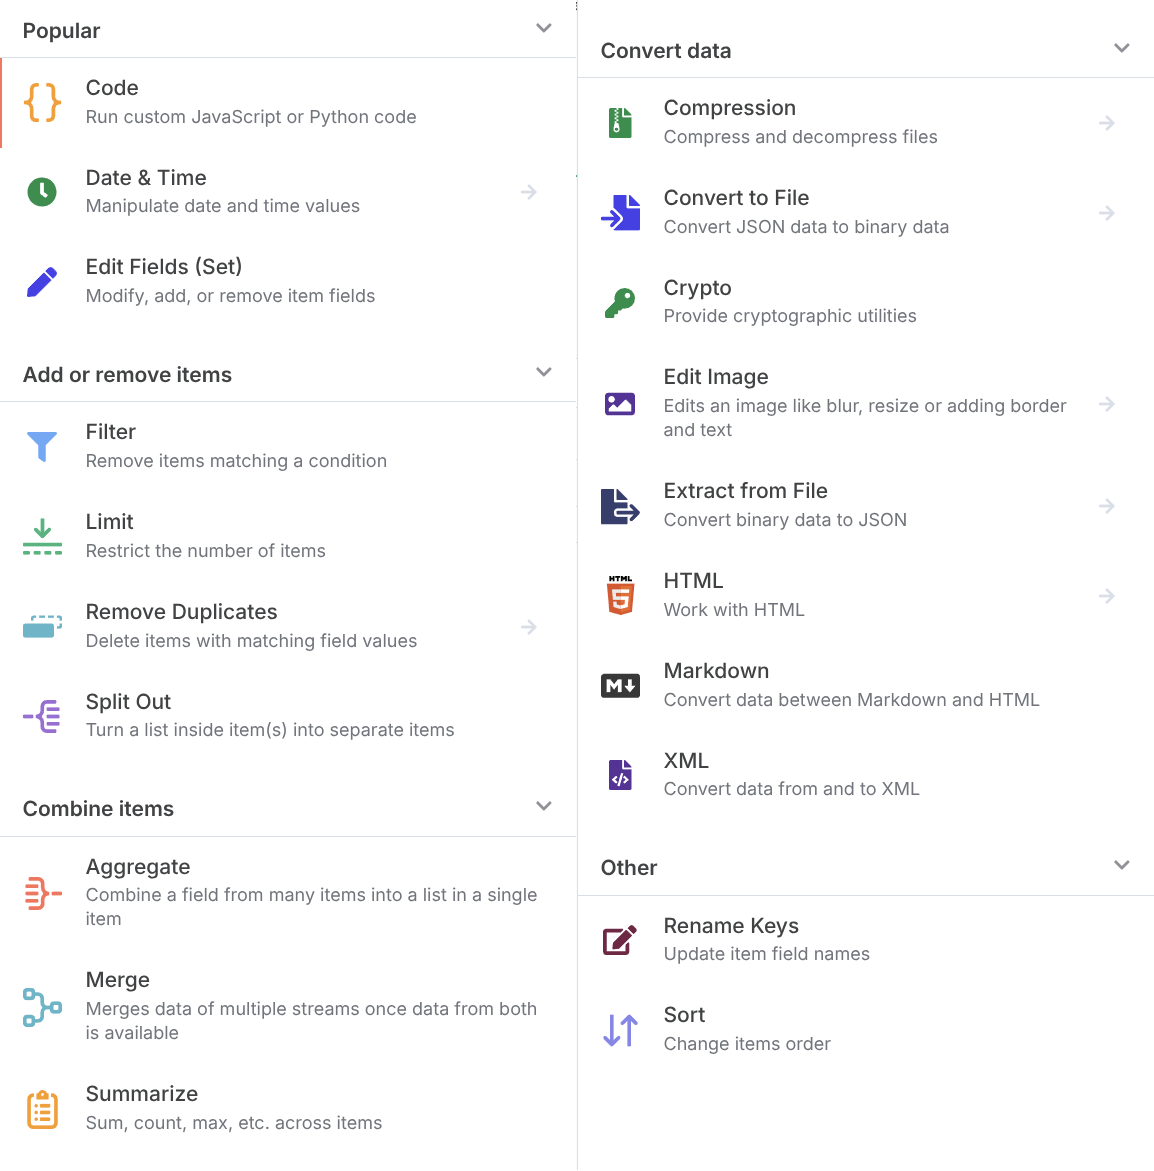 Popular
Code
Run custom JavaScript or Python code
Date & Time
Manipulate date and time values
Edit Fields (Set)
Modify, add, or remove item fields
Add or remove items
Filter
Remove items matching a condition
Limit
Restrict the number of items
Remove Duplicates
Delete items with matching field values
Split Out
Turn a list inside item(s) into separate items
Combine items
Aggregate
Combine a field from many items into a list in a single
item
Merge
Merges data of multiple streams once data from both
is available
Summarize
Sum, count, max, etc. across items
Convert data
Compression
Compress and decompress files
Convert to File
Convert JSON data to binary data
Crypto
Provide cryptographic utilities
Edit Image
Edits an image like blur, resize or adding border
and text
Extract from File
Convert binary data to JSON
HTML
5
HTML
Work with HTML
M
Markdown
Convert data between Markdown and HTML
</>
XML
Convert data from and to XML
Other
Rename Keys
Update item field names
Sort
Change items order